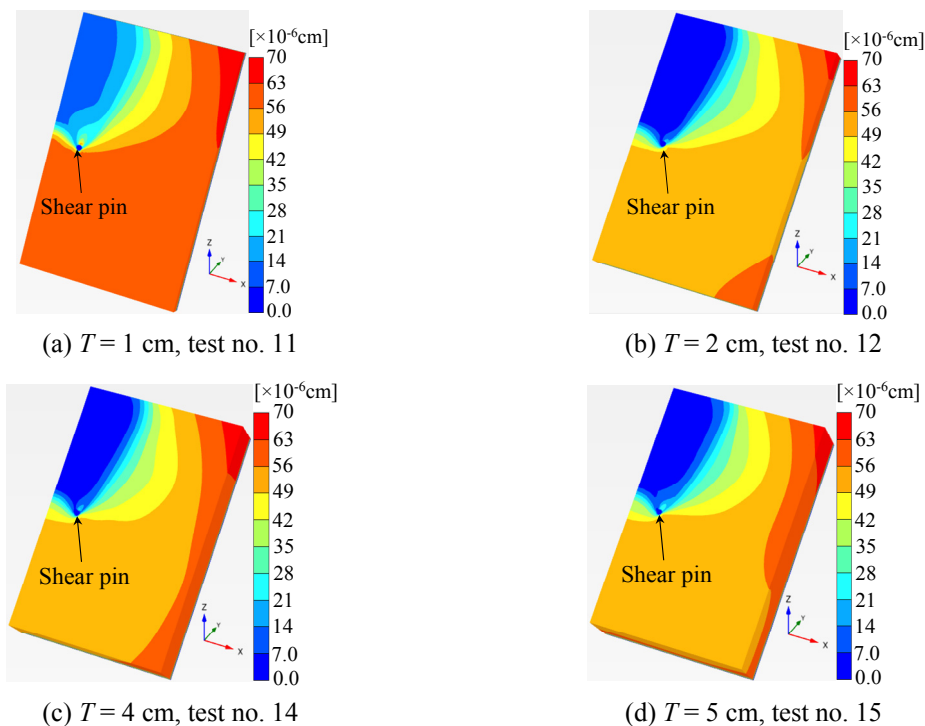 [×10-6cm]
70
63
56
49
42
35
28
21
14
7.0
0.0
Shear pin
Z
Y
X
(a) T = 1 cm, test no. 11
[×10-6cm]
70
63
56
49
42
35
28
21
14
7.0
0.0
Shear pin
Z
Y
X
(b) T = 2 cm, test no. 12
[×10-6cm]
70
63
56
49
42
35
28
21
14
7.0
0.0
Shear pin
Z
Y
X
(c) T = 4 cm, test no. 14
[×10-6cm]
70
63
56
49
42
35
28
21
14
7.0
0.0
Shear pin
Z
Y
X
(d) T = 5 cm, test no. 15